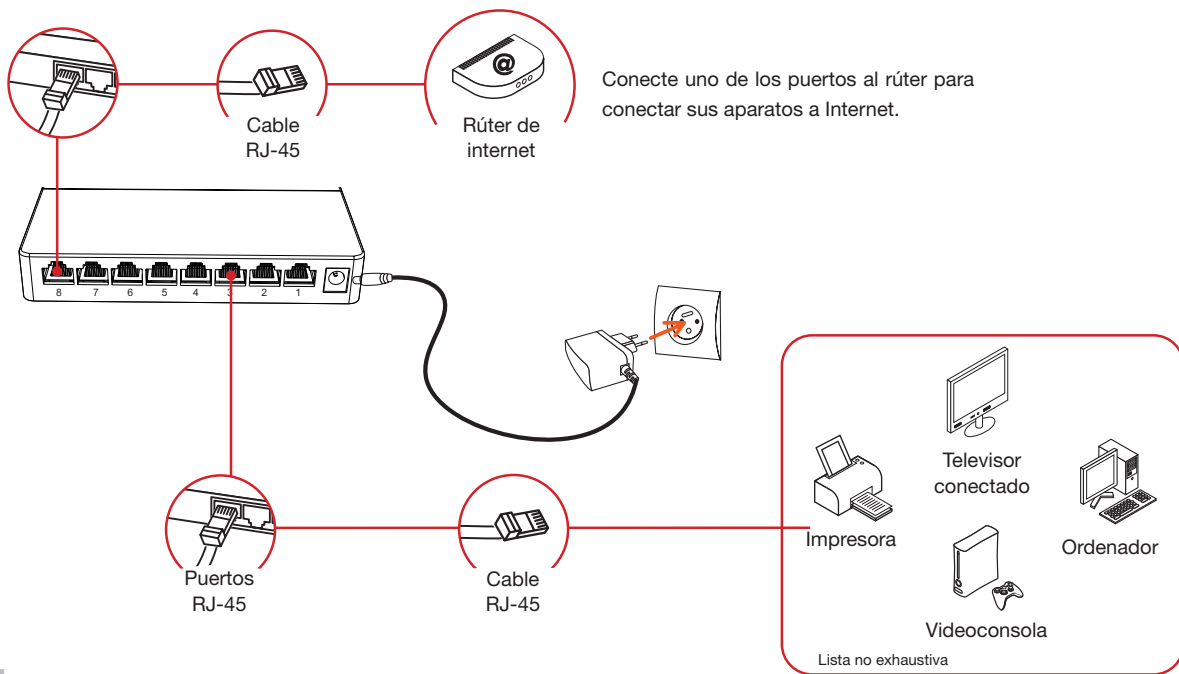 Conecte uno de los puertos al rúter para
conectar sus aparatos a Internet.
@
Cable
RJ-45
Rúter de
internet
8 7 6 5 4 3 2 1
Puertos
RJ-45
Cable
RJ-45
Televisor
conectado
Impresora
Ordenador
Videoconsola
Lista no exhaustiva